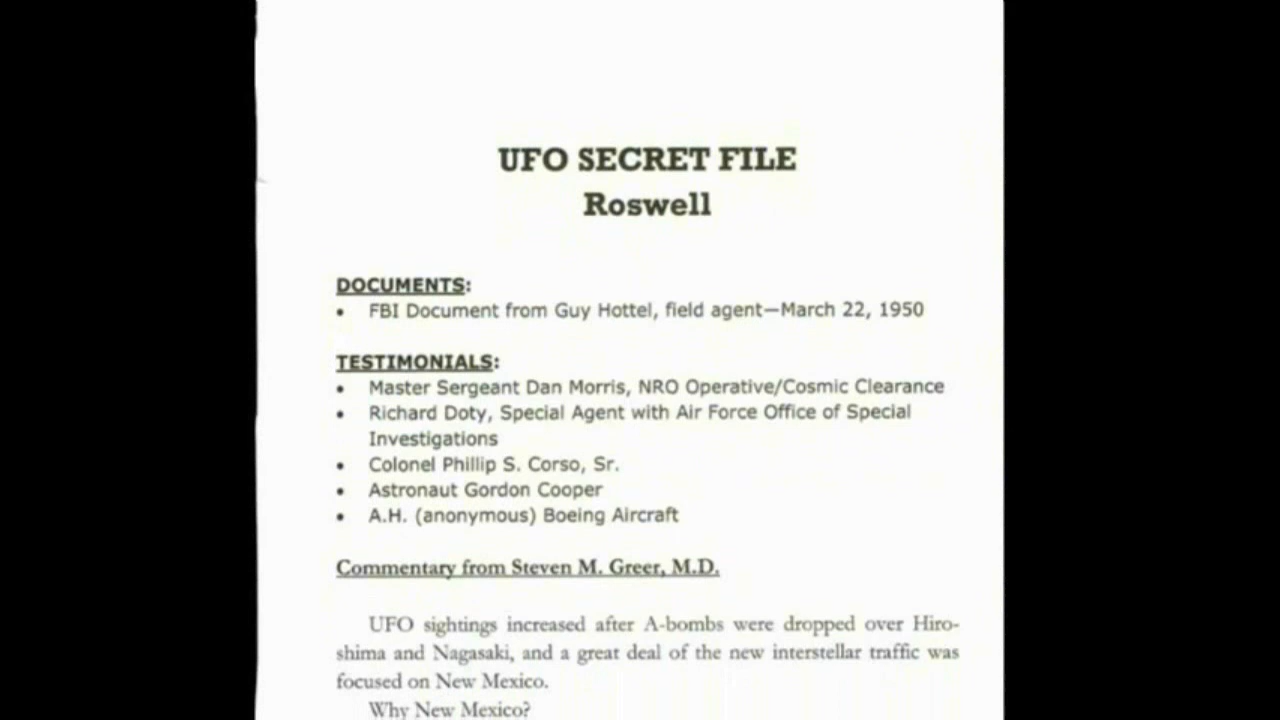 UFO SECRET FILE
Roswell
DOCUMENTS:
• FBI Document from Guy Hottel, field agent—March 22, 1950
TESTIMONIALS:
• Master Sergeant Dan Morris, NRO Operative/Cosmic Clearance
• Richard Doty, Special Agent with Air Force Office of Special
Investigations
• Colonel Phillip S. Corso, Sr.
• Astronaut Gordon Cooper
• A.H. (anonymous) Boeing Aircraft
Commentary from Steven M. Greer, M.D.
UFO sightings increased after A-bombs were dropped over Hiro-
shima and Nagasaki, and a great deal of the new interstellar traffic was
focused on New Mexico.
Why New Mexico?